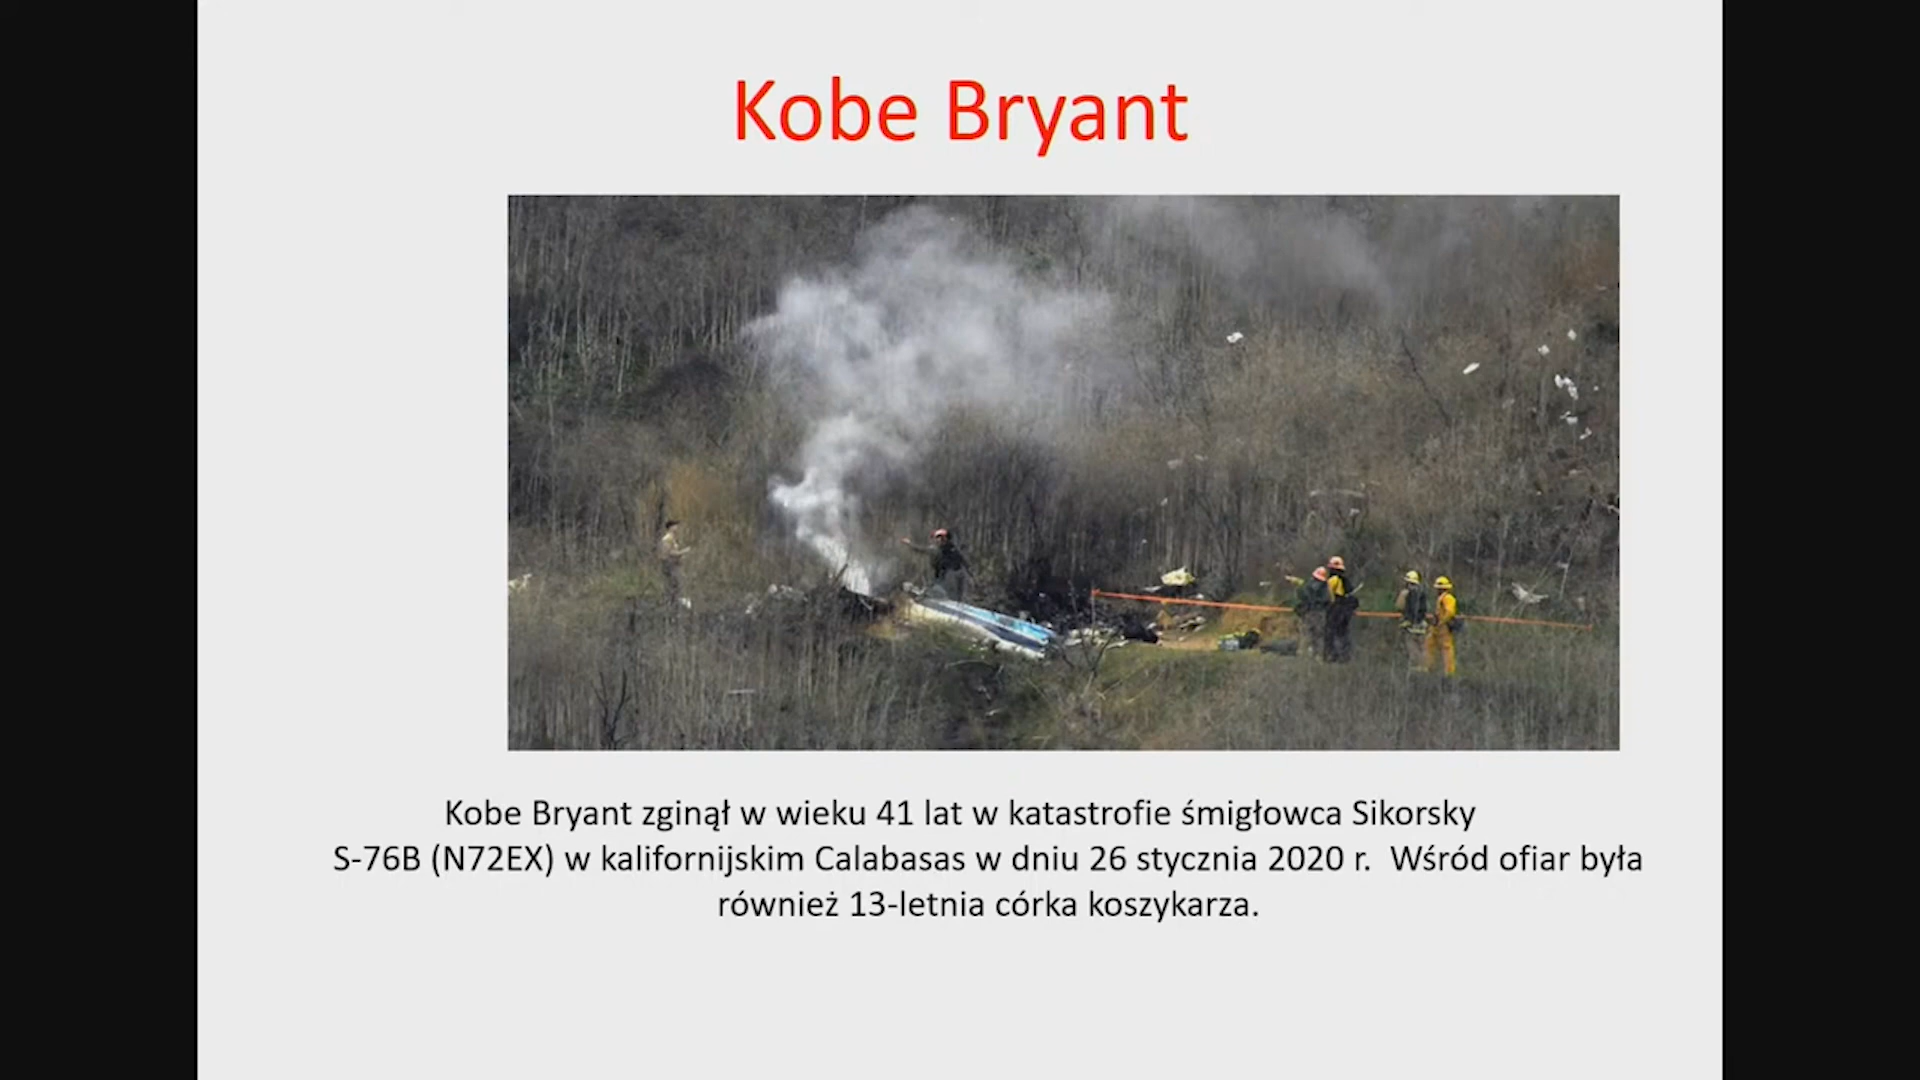 Kobe Bryant
Kobe Bryant zginął w wieku 41 lat w katastrofie śmigłowca Sikorsky
S-76B (N72EX) w kalifornijskim Calabasas w dniu 26 stycznia 2020 r.  Wśród ofiar była
również 13-letnia córka koszykarza.